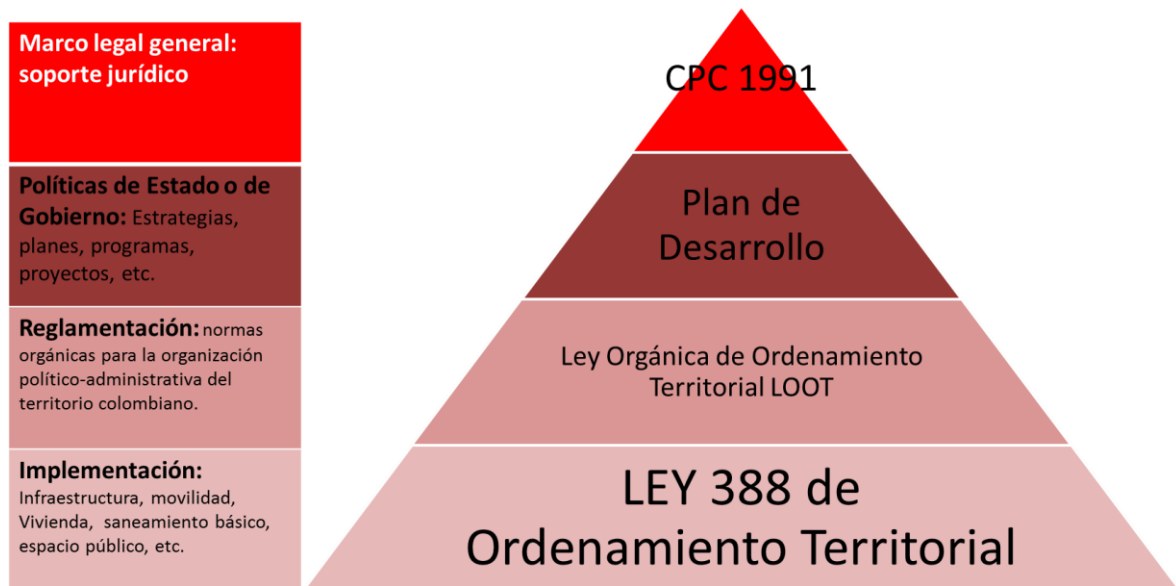 Marco legal general:
soporte jurídico
Políticas de Estado o de
Gobierno: Estrategias,
planes, programas,
proyectos, etc.
Reglamentación: normas
orgánicas para la organización
político-administrativa del
territorio colombiano.
Implementación:
Infraestructura, movilidad,
Vivienda, saneamiento básico,
espacio público, etc.
CPC 1991
Plan de
Desarrollo
Ley Orgánica de Ordenamiento
Territorial LOOT
LEY 388 de
Ordenamiento Territorial